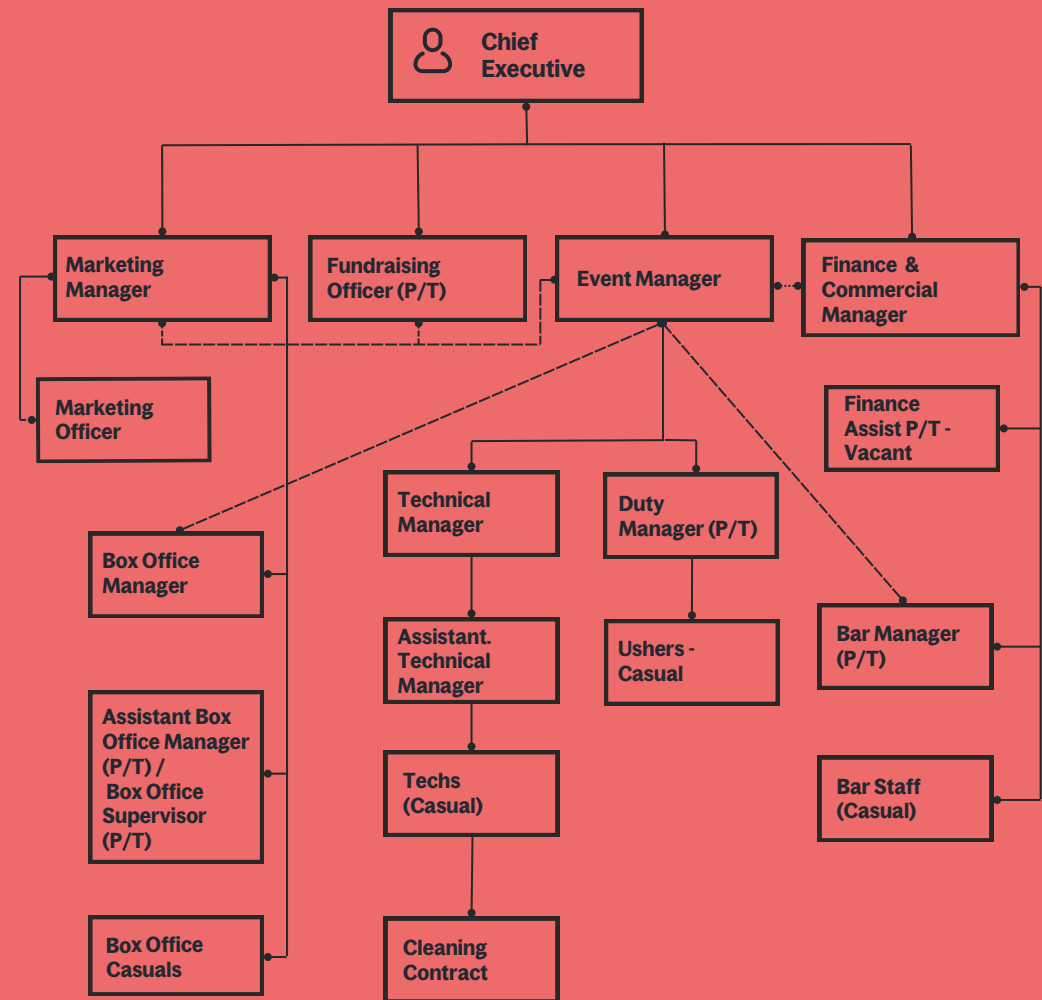 Chief
Executive
Marketing
Manager
Fundraising
Officer (P/T)
Event Manager
Finance &
Commercial
Manager
Marketing
Officer
Finance
Assist P/T -
Vacant
Technical
Manager
Duty
Manager (P/T)
Box Office
Manager
Assistant.
Technical
Manager
Ushers -
Casual
Bar Manager
(P/T)
Assistant Box
Office Manager
(P/T) /
Box Office
Supervisor
(P/T)
Techs
(Casual)
Bar Staff
(Casual)
Box Office
Casuals
Cleaning
Contract